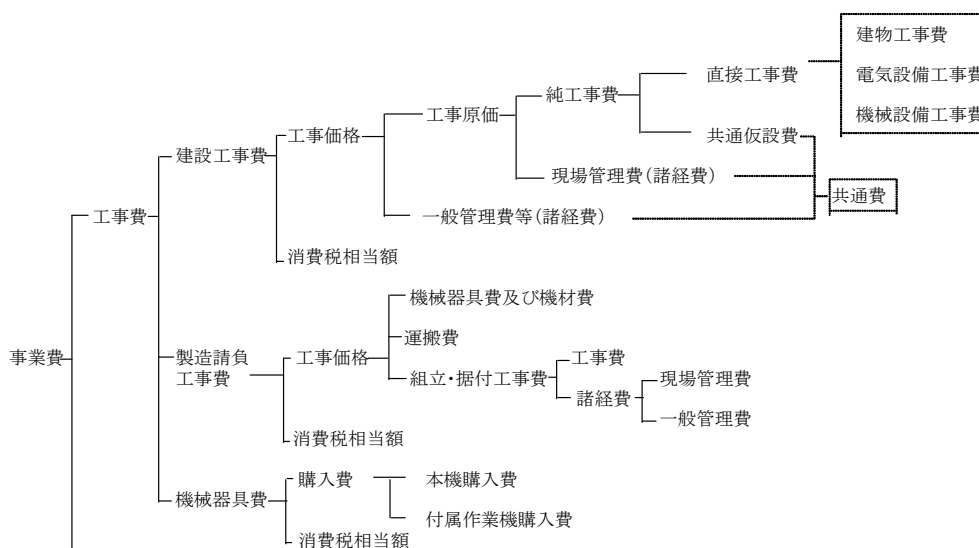 建物工事費
直接工事費
電気設備工事費
純工事費
機械設備工事費
工事原価
工事価格
共通仮設費
建設工事費
現場管理費(諸経費)
共通費
工事費
一般管理費等(諸経費)
消費税相当額
機械器具費及び機材費
運搬費
事業費
製造請負
工事費
工事価格
工事費
組立・据付工事費
現場管理費
諸経費
一般管理費
消費税相当額
購入費
本機購入費
機械器具費
付属作業機購入費
消費税相当額